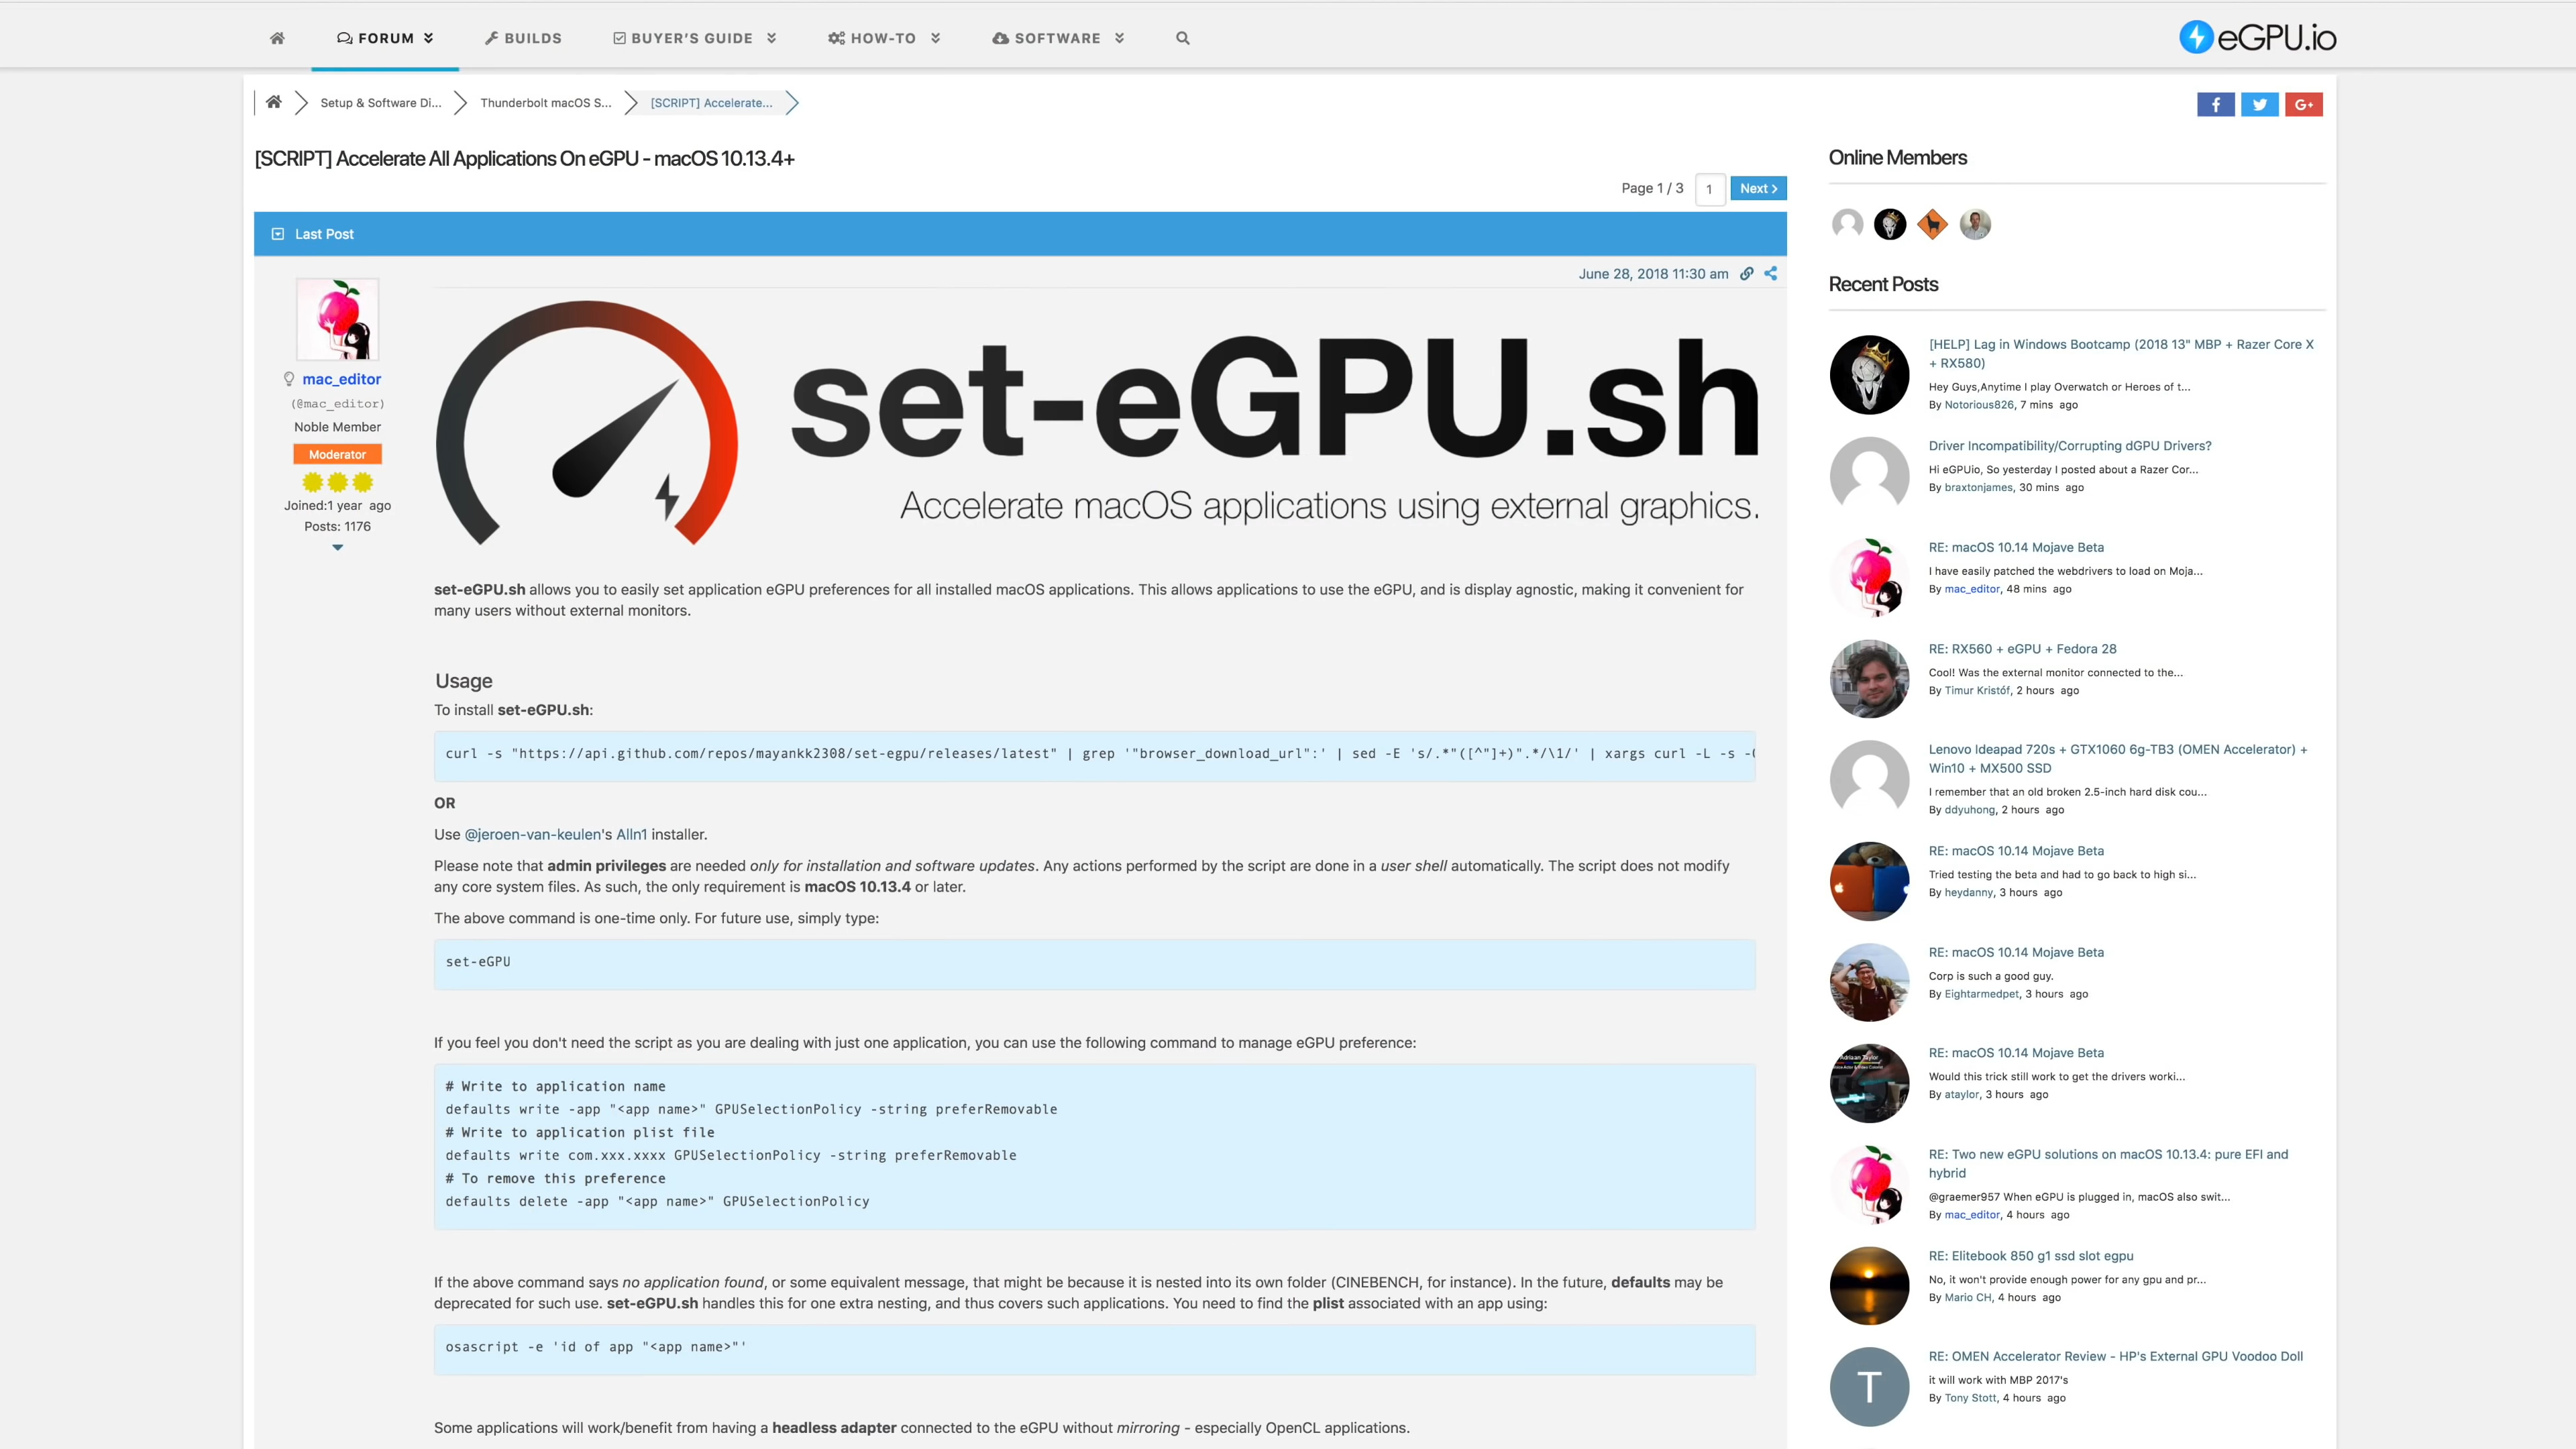 FORUM
BUILDS
BUYER'S GUIDE
HOW-TO
SOFTWARE
eGPU.io
Setup & Software Di...
Thunderbolt macOS S...
[SCRIPT] Accelerate...
[SCRIPT] Accelerate All Applications On eGPU - macOS 10.13.4+
Page 1 / 3
1
Next
Last Post
June 28, 2018 11:30 am
mac_editor
(@mac_editor)
Noble Member
Moderator
Joined:1 year ago
Posts: 1176
set-eGPU.sh
Accelerate macOS applications using external graphics.
set-eGPU.sh allows you to easily set application eGPU preferences for all installed macOS applications. This allows applications to use the eGPU, and is display agnostic, making it convenient for
many users without external monitors.
Usage
To install set-eGPU.sh:
curl -s "https://api.github.com/repos/mayankk2308/set-egpu/releases/latest" | grep '"browser_download_url":' | sed -E 's/.*"([^"]+)".*/\1/' | xargs curl -L -s -
OR
Use @jeroen-van-keulen's AlIn1 installer.
Please note that admin privileges are needed only for installation and software updates. Any actions performed by the script are done in a user shell automatically. The script does not modify
any core system files. As such, the only requirement is macOS 10.13.4 or later.
The above command is one-time only. For future use, simply type:
set-eGPU
If you feel you don't need the script as you are dealing with just one application, you can use the following command to manage eGPU preference:
# Write to application name
defaults write -app "<app name>" GPUSelectionPolicy -string preferRemovable
# Write to application plist file
defaults write com.xxx.xxxx GPUSelectionPolicy -string preferRemovable
# To remove this preference
defaults delete -app "<app name>" GPUSelectionPolicy
If the above command says no application found, or some equivalent message, that might be because it is nested into its own folder (CINEBENCH, for instance). In the future, defaults may be
deprecated for such use. set-eGPU.sh handles this for one extra nesting, and thus covers such applications. You need to find the plist associated with an app using:
osascript -e 'id of app "<app name>"'
Some applications will work/benefit from having a headless adapter connected to the eGPU without mirroring - especially OpenCL applications.
f
G+
Online Members
Recent Posts
[HELP] Lag in Windows Bootcamp (2018 13" MBP + Razer Core X
+ RX580)
Hey Guys,Anytime I play Overwatch or Heroes of t...
By Notorious826, 7 mins ago
Driver Incompatibility/Corrupting dGPU Drivers?
Hi eGPUio, So yesterday I posted about a Razer Cor...
By braxtonjames, 30 mins ago
RE: macOS 10.14 Mojave Beta
I have easily patched the webdrivers to load on Moja...
By mac_editor, 48 mins ago
RE: RX560 + eGPU + Fedora 28
Cool! Was the external monitor connected to the...
By Timur Kristóf, 2 hours ago
Lenovo Ideapad 720s + GTX1060 6g-TB3 (OMEN Accelerator) +
Win10 + MX500 SSD
I remember that an old broken 2.5-inch hard disk cou...
By ddyuhong, 2 hours ago
RE: macOS 10.14 Mojave Beta
Tried testing the beta and had to go back to high si...
By heydanny, 3 hours ago
RE: macOS 10.14 Mojave Beta
Corp is such a good guy.
By Eightarmedpet, 3 hours ago
Adriaan Taylor
RE: macOS 10.14 Mojave Beta
Would this trick still work to get the drivers worki...
By ataylor, 3 hours ago
RE: Two new eGPU solutions on macOS 10.13.4: pure EFI and
hybrid
@graemer957 When eGPU is plugged in, macOS also swit...
By mac_editor, 4 hours ago
RE: Elitebook 850 g1 ssd slot egpu
No, it won't provide enough power for any gpu and pr...
By Mario CH, 4 hours ago
T
RE: OMEN Accelerator Review - HP's External GPU Voodoo Doll
it will work with MBP 2017's
By Tony Stott, 4 hours ago